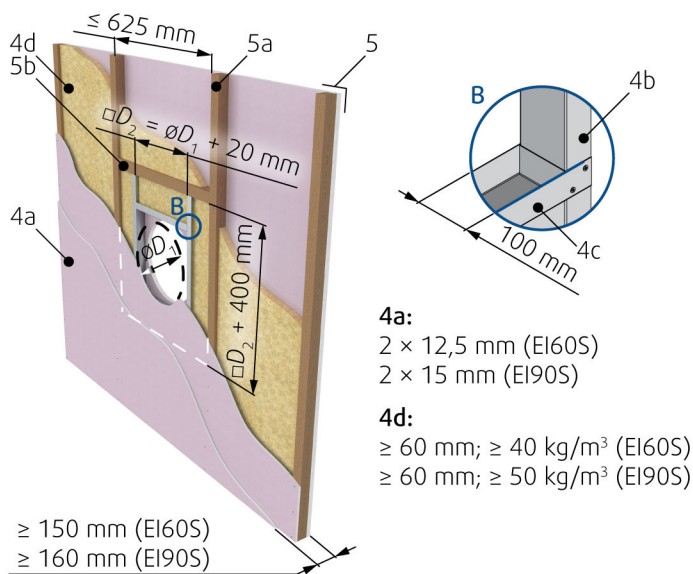 ≤ 625 mm
5a
5
4d
5b
□D₂ = øD₁ + 20 mm
B
4a
øD₁
□D₂ + 400 mm
≥ 150 mm (EI60S)
≥ 160 mm (EI90S)
B
4b
4c
100 mm
4a:
2 × 12,5 mm (EI60S)
2 × 15 mm (EI90S)
4d:
≥ 60 mm; ≥ 40 kg/m³ (EI60S)
≥ 60 mm; ≥ 50 kg/m³ (EI90S)